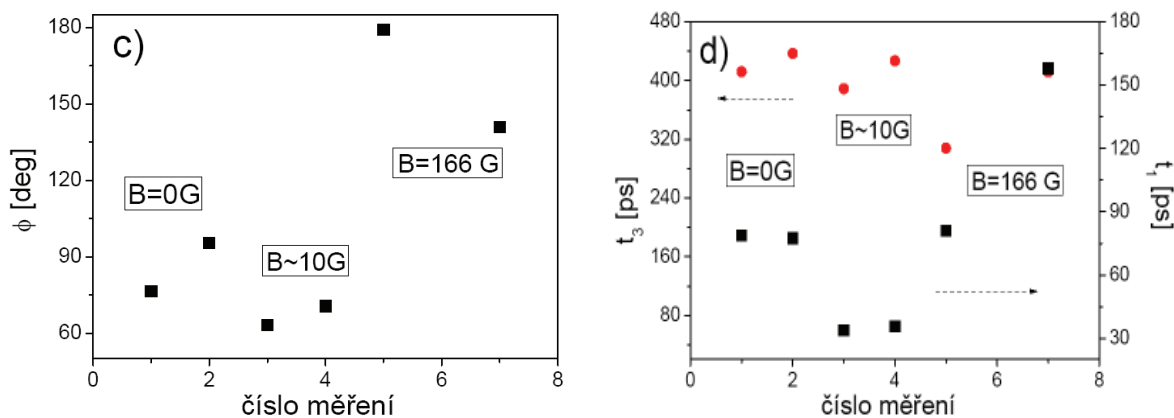 c)
180
150
120
90
60
ϕ [deg]
B=0G
B~10G
B=166 G
0
2
4
6
8
číslo měření
d)
480
400
320
240
160
80
t₃ [ps]
B=0G
B~10G
B=166 G
180
150
120
90
60
30
t₁ [ps]
0
2
4
6
8
číslo měření